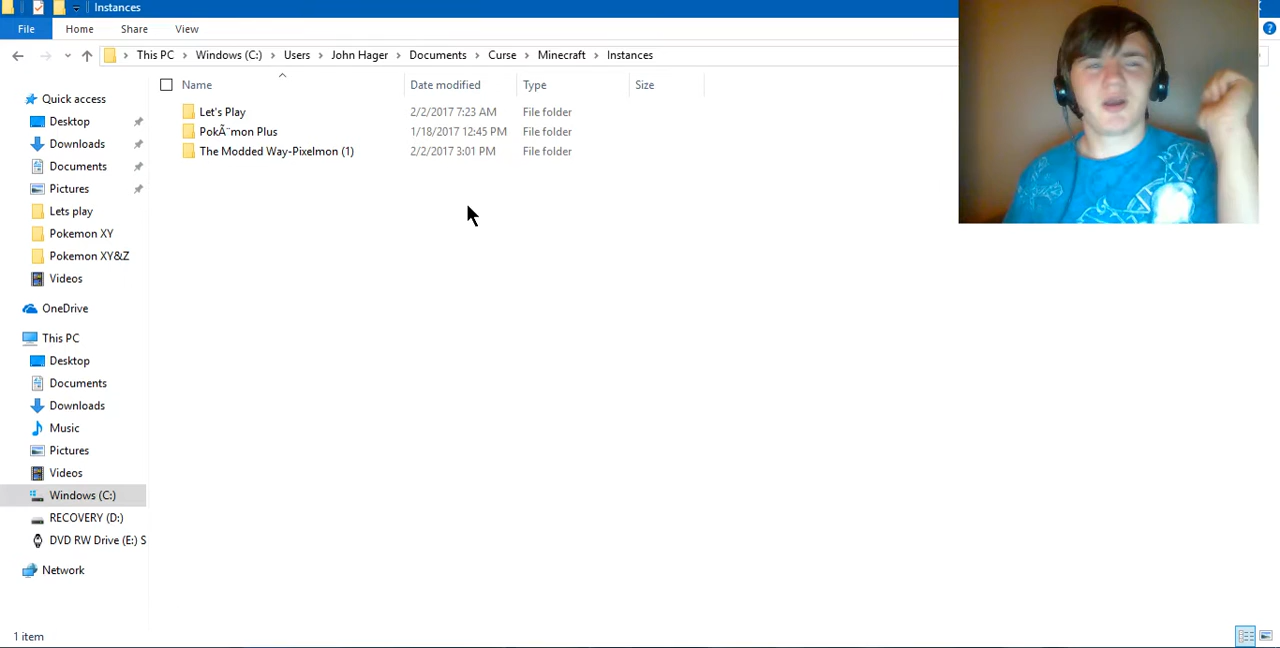 Instances
File Home Share View
This PC Windows (C:) Users John Hager Documents Curse Minecraft Instances
Name Date modified Type Size
Let's Play 2/2/2017 7:23 AM File folder
PokÃ¨mon Plus 1/18/2017 12:45 PM File folder
The Modded Way-Pixelmon (1) 2/2/2017 3:01 PM File folder
Quick access
Desktop
Downloads
Documents
Pictures
Lets play
Pokemon XY
Pokemon XY&Z
Videos
OneDrive
This PC
Desktop
Documents
Downloads
Music
Pictures
Videos
Windows (C:)
RECOVERY (D:)
DVD RW Drive (E:) S
Network
1 item